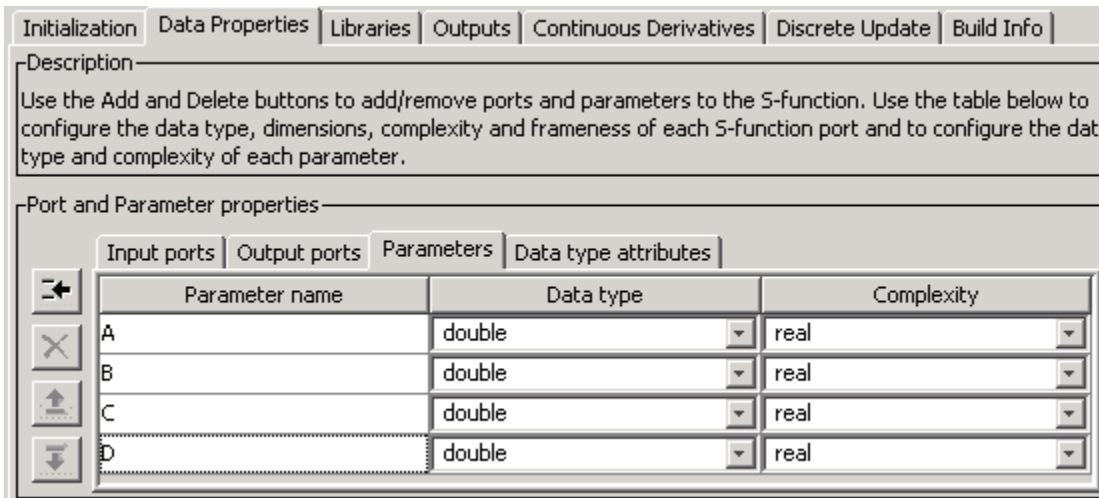 Initialization Data Properties Libraries Outputs Continuous Derivatives Discrete Update Build Info
Description
Use the Add and Delete buttons to add/remove ports and parameters to the S-function. Use the table below to
configure the data type, dimensions, complexity and frameness of each S-function port and to configure the dat
type and complexity of each parameter.
Port and Parameter properties
Input ports Output ports Parameters Data type attributes
Parameter name Data type Complexity
A double real
B double real
C double real
D double real